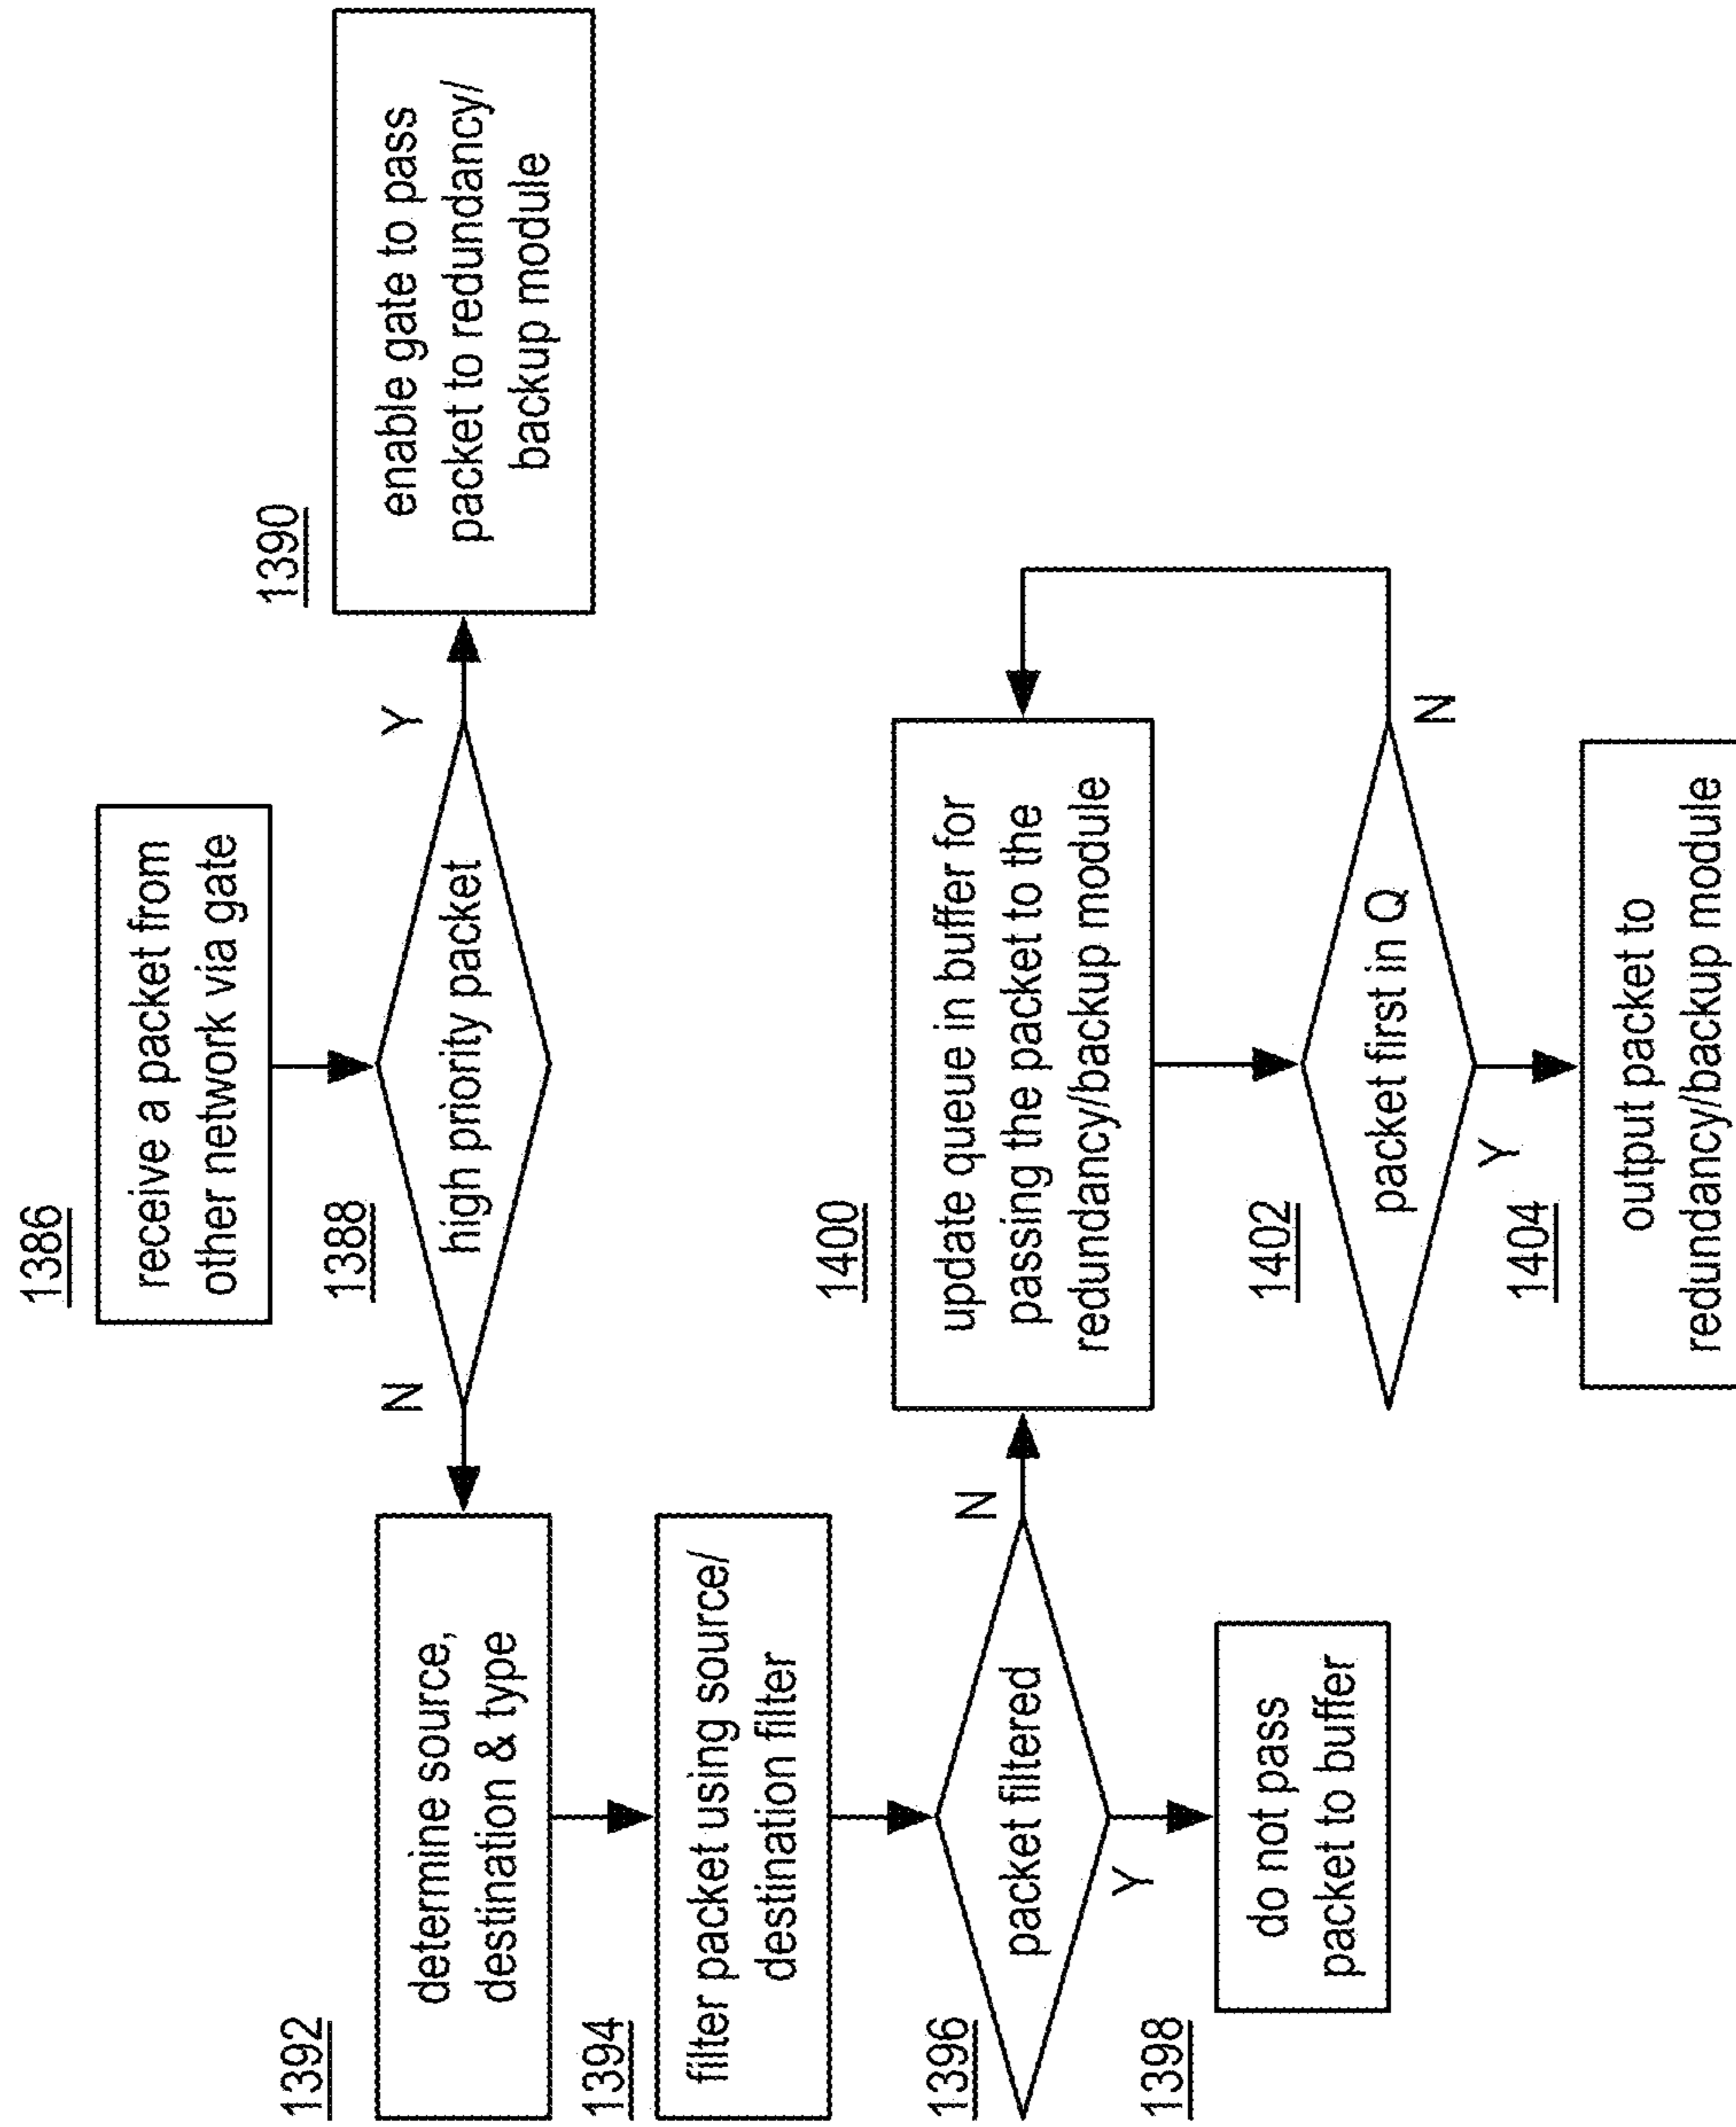 1386
receive a packet from
other network via gate
1388
high priority packet
N
Y
1390
enable gate to pass
packet to redundancy/
backup module
1392
determine source,
destination & type
1394
filter packet using source/
destination filter
1396
packet filtered
N
Y
1398
do not pass
packet to buffer
1400
update queue in buffer for
passing the packet to the
redundancy/backup module
1402
packet first in Q
N
Y
1404
output packet to
redundancy/backup module